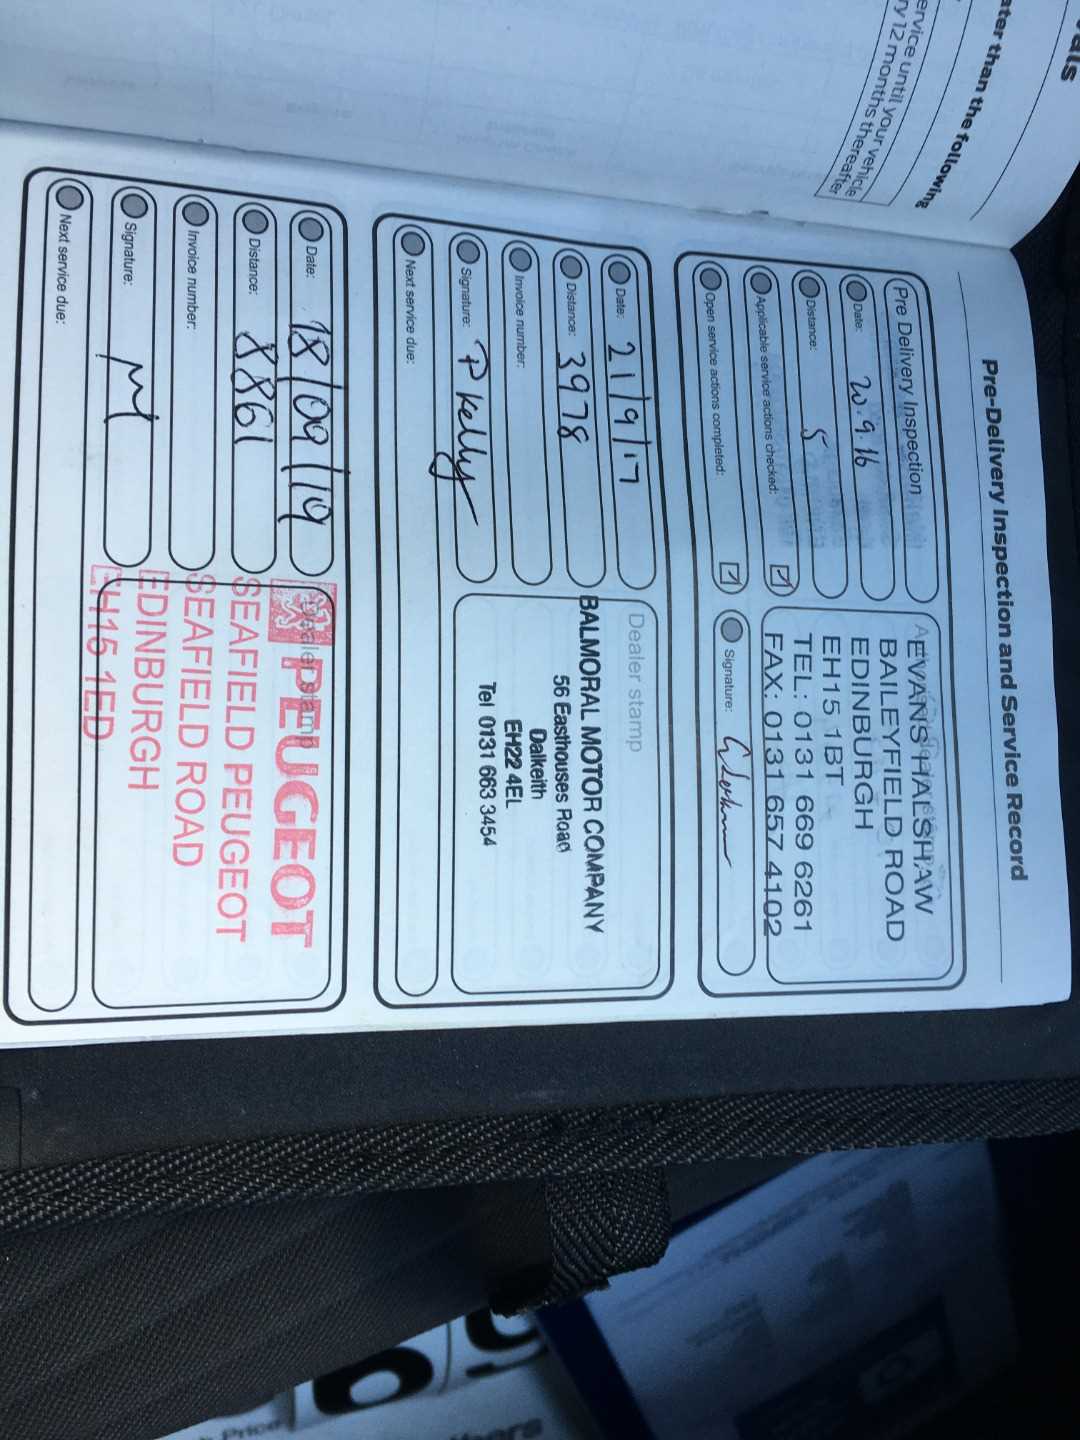 als
ater than the following
ervice until your vehicle
ry 12 months thereafter
Pre-Delivery Inspection and Service Record
Pre Delivery Inspection
Date: 20.9.16
Distance: 5
Applicable service actions checked:
Open service actions completed:
EVANS HALSHAW
BAILEYFIELD ROAD
EDINBURGH
EH15 1BT
TEL: 0131 669 6261
FAX: 0131 657 4102
Signature:
Date: 21/9/17
Distance: 3978
Invoice number:
Signature: P Kelly
Next service due:
Dealer stamp
BALMORAL MOTOR COMPANY
56 Easthouses Road
Dalkeith
EH22 4EL
Tel 0131 663 3454
Date: 18/09/19
Distance: 8861
Invoice number:
Signature: M
Next service due:
Dealer stamp
PEUGEOT
SEAFIELD PEUGEOT
SEAFIELD ROAD
EDINBURGH
EH15 1ED
Price